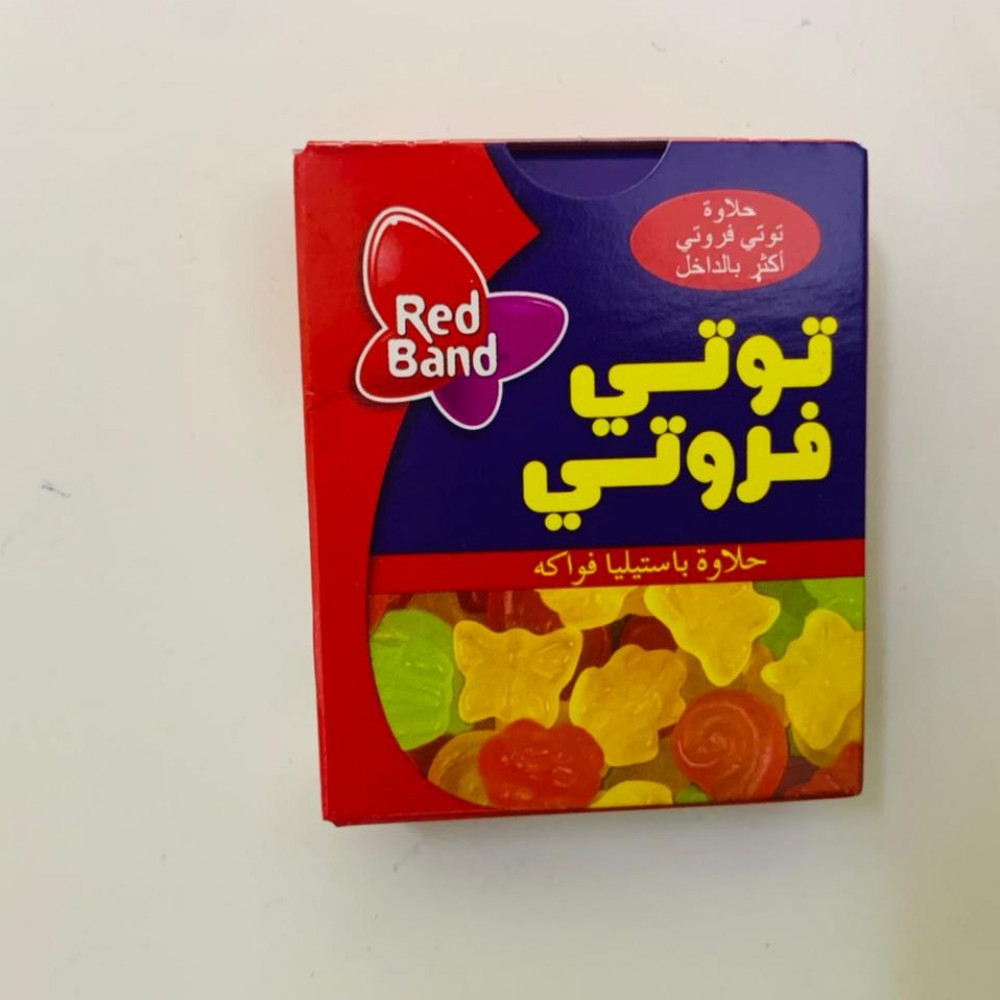 Red
Band
حلاوة
توتي فروتي
أكثر بالداخل
توتي
فروتي
حلاوة باستيليا فواكه